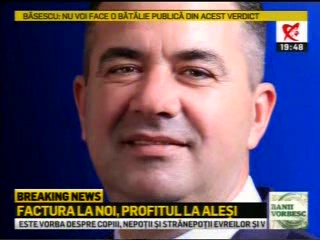 BĂSESCU: NU VOI FACE O BĂTĂLIE PUBLICĂ DIN ACEST VERDICT
19:48
BREAKING NEWS
FACTURA LA NOI, PROFITUL LA ALEȘI
BANII
VORBESC
ESTE VORBA DESPRE COPIII, NEPOȚII ȘI STRĂNEPOȚII EVREILOR ȘI V